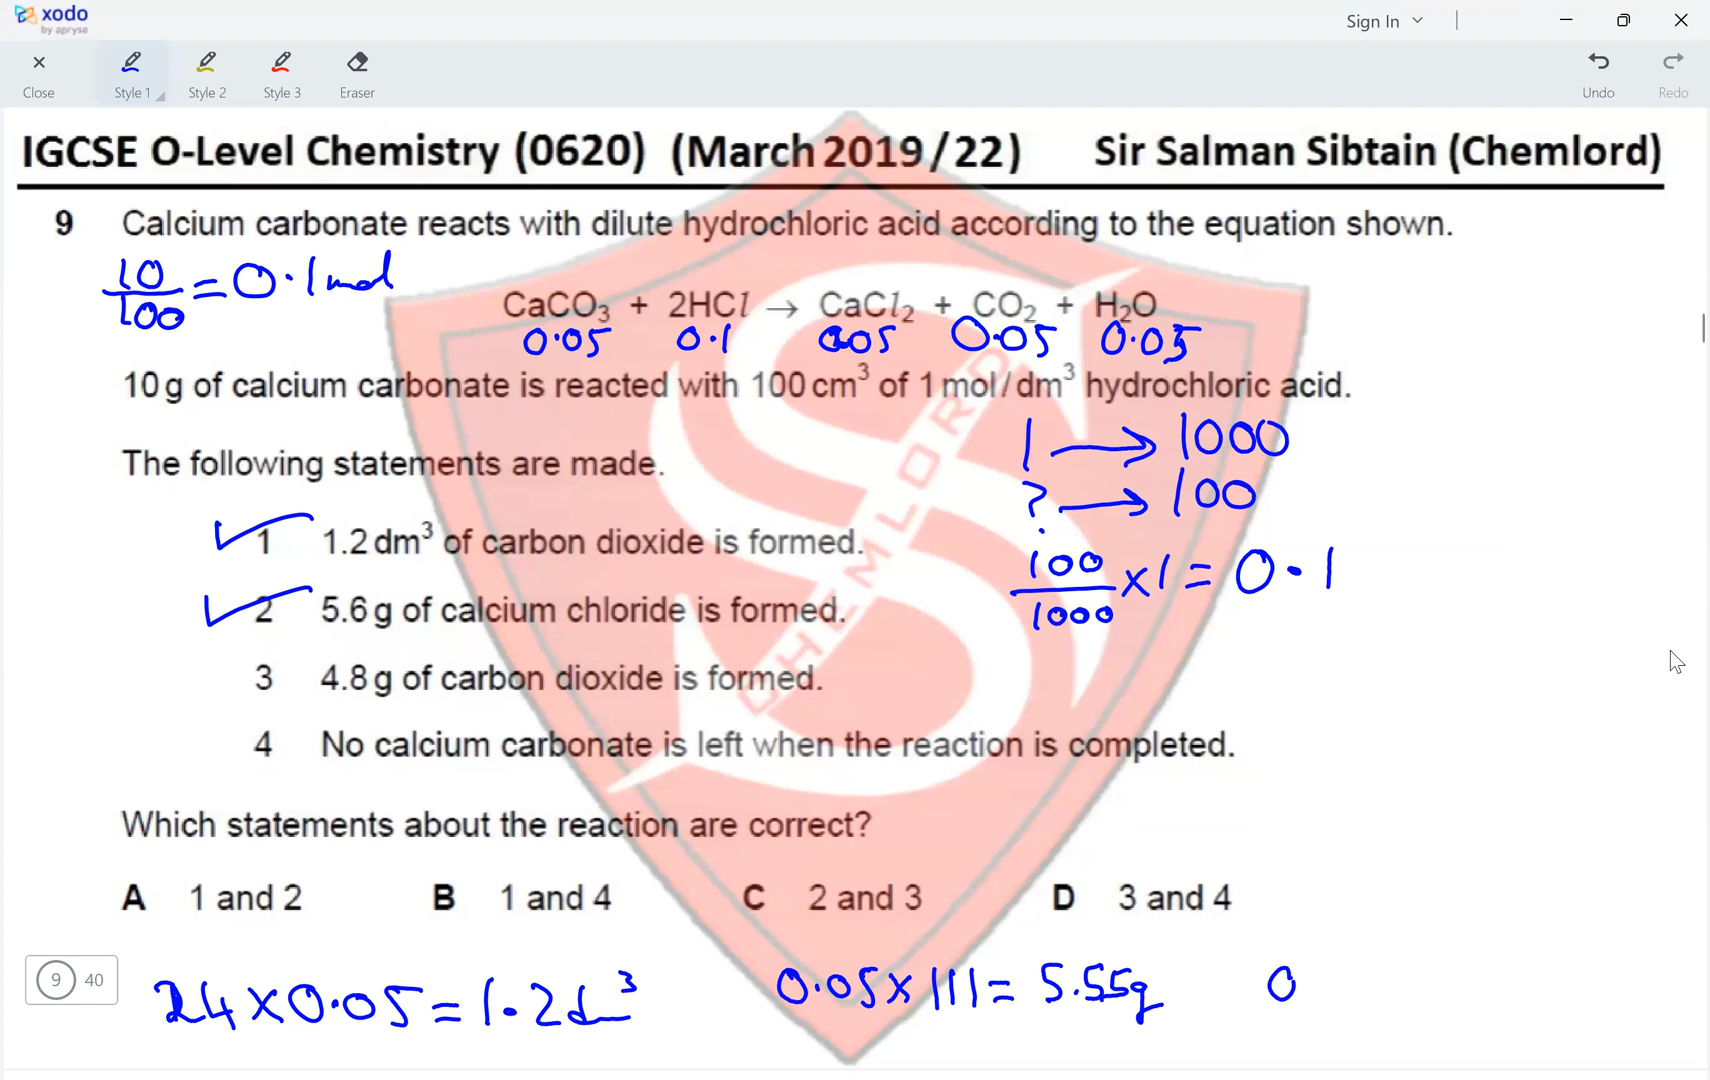 xodo
by apryse
Sign In
Close
Style 1
Style 2
Style 3
Eraser
Undo
Redo
IGCSE O-Level Chemistry (0620) (March 2019/22) Sir Salman Sibtain (Chemlord)
9 Calcium carbonate reacts with dilute hydrochloric acid according to the equation shown.
10/100 = 0.1 mol
CaCO₃ + 2HCl → CaCl₂ + CO₂ + H₂O
0.05 0.1 0.05 0.05 0.05
10 g of calcium carbonate is reacted with 100 cm³ of 1 mol/dm³ hydrochloric acid.
1 → 1000
The following statements are made.
? → 100
✓ 1 1.2 dm³ of carbon dioxide is formed.
100/1000 × 1 = 0.1
✓ 2 5.6 g of calcium chloride is formed.
3 4.8 g of carbon dioxide is formed.
4 No calcium carbonate is left when the reaction is completed.
Which statements about the reaction are correct?
A 1 and 2 B 1 and 4 C 2 and 3 D 3 and 4
9 40
24 × 0.05 = 1.2 dm³ 0.05 × 111 = 5.55g 0
CHEMLORD